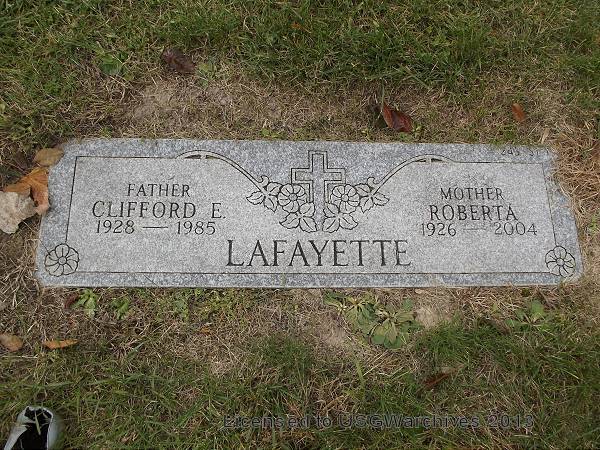 FATHER
CLIFFORD E.
1928 — 1985
MOTHER
ROBERTA
1926 — 2004
LAFAYETTE
Licensed to USGWarchives 2013